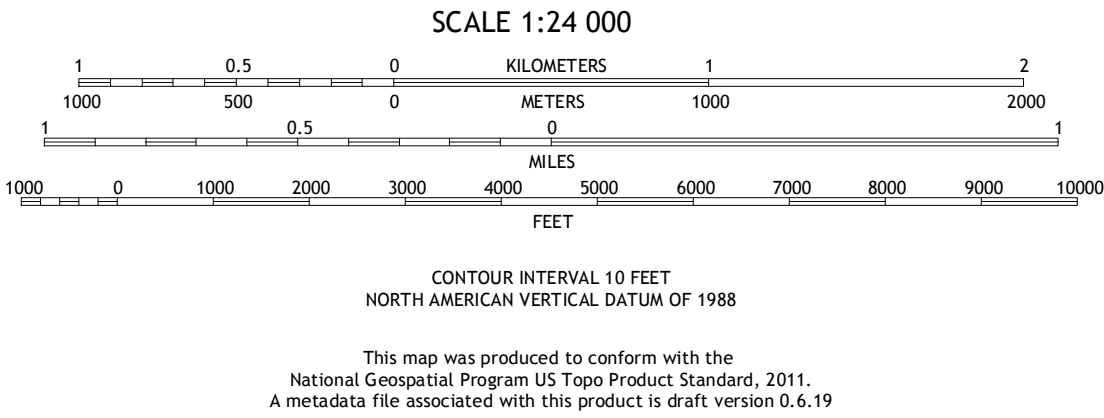 SCALE 1:24 000
1 0.5 0 KILOMETERS 1 2
1000 500 0 METERS 1000 2000
1 0.5 0 1
MILES
1000 0 1000 2000 3000 4000 5000 6000 7000 8000 9000 10000
FEET
CONTOUR INTERVAL 10 FEET
NORTH AMERICAN VERTICAL DATUM OF 1988
This map was produced to conform with the
National Geospatial Program US Topo Product Standard, 2011.
A metadata file associated with this product is draft version 0.6.19